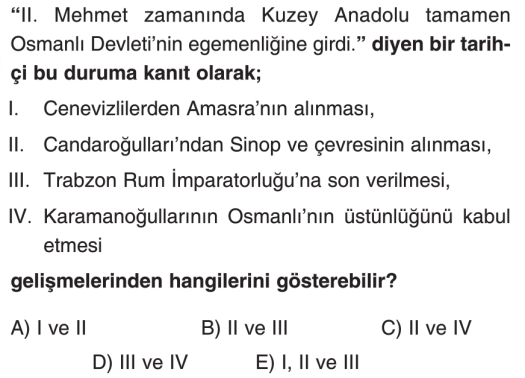 “II. Mehmet zamanında Kuzey Anadolu tamamen
Osmanlı Devleti’nin egemenliğine girdi.” diyen bir tarih-
çi bu duruma kanıt olarak;
I. Cenevizlilerden Amasra’nın alınması,
II. Candaroğulları’ndan Sinop ve çevresinin alınması,
III. Trabzon Rum İmparatorluğu’na son verilmesi,
IV. Karamanoğullarının Osmanlı’nın üstünlüğünü kabul
etmesi
gelişmelerinden hangilerini gösterebilir?
A) I ve II B) II ve III C) II ve IV
D) III ve IV E) I, II ve III